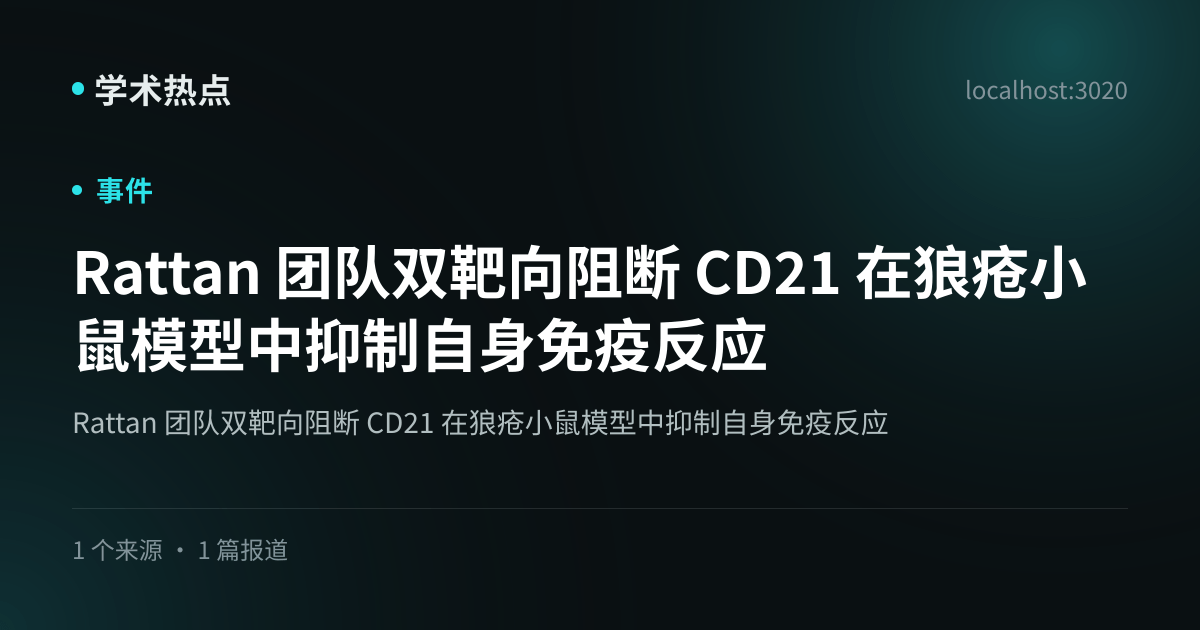 学术热点
localhost:3020
事件
Rattan 团队双靶向阻断 CD21 在狼疮小
鼠模型中抑制自身免疫反应
Rattan 团队双靶向阻断 CD21 在狼疮小鼠模型中抑制自身免疫反应
1 个来源 · 1 篇报道